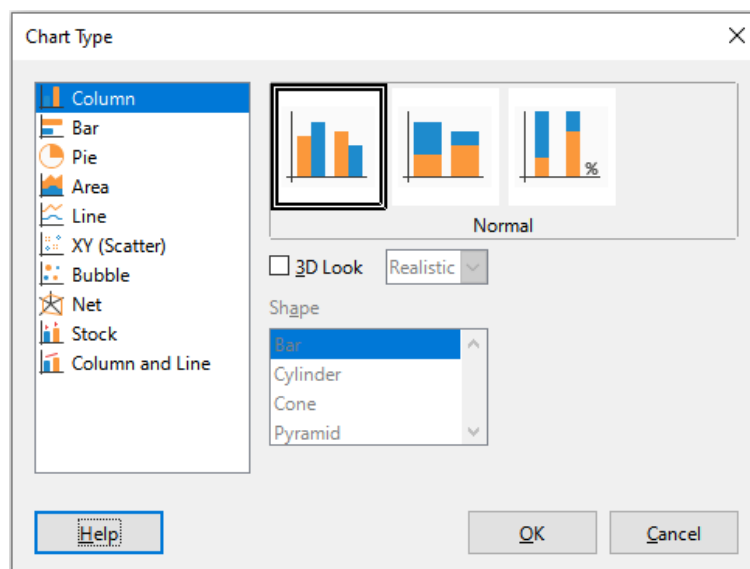 Chart Type
Column
Bar
Pie
Area
Line
XY (Scatter)
Bubble
Net
Stock
Column and Line
%
Normal
3D Look
Realistic
Shape
Bar
Cylinder
Cone
Pyramid
Help
OK
Cancel